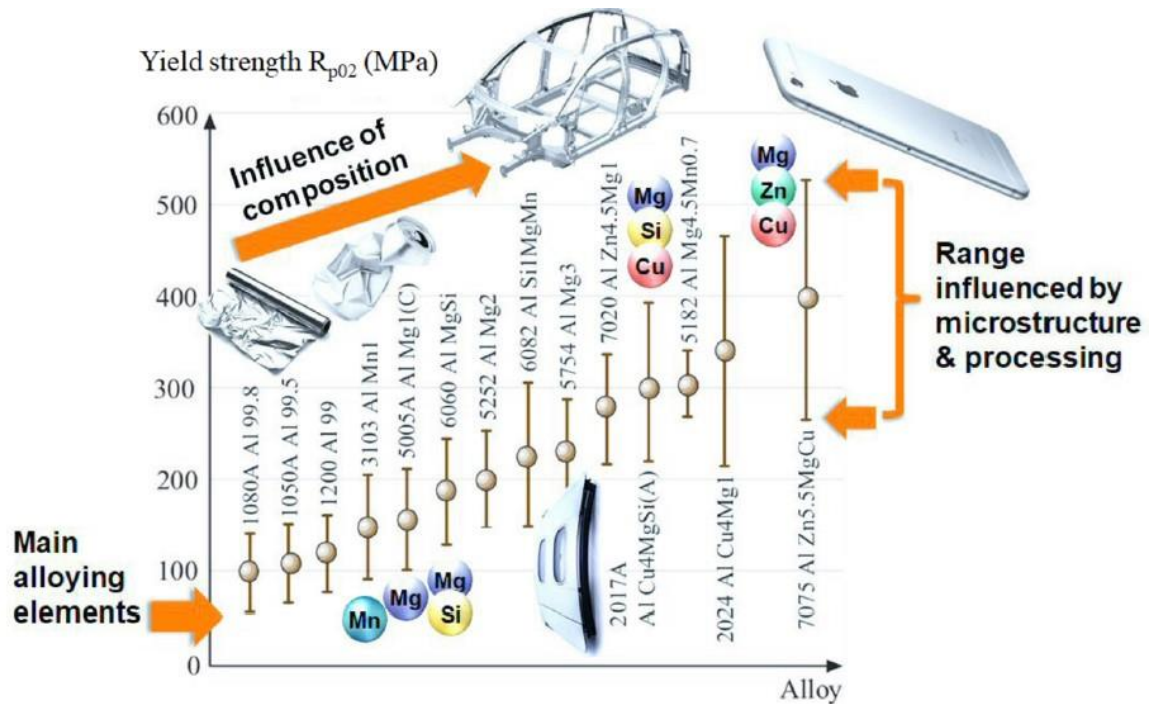 Yield strength Rp02 (MPa)
600
500
400
300
200
100
0
Influence of
composition
Main
alloying
elements
1080A Al 99.8
1050A Al 99.5
1200 Al 99
3103 Al Mn1
5005A Al Mg1(C)
6060 Al MgSi
5252 Al Mg2
6082 Al Si1MgMn
5754 Al Mg3
7020 Al Zn4.5Mg1
2017A
Al Cu4MgSi(A)
5182 Al Mg4.5Mn0.7
2024 Al Cu4Mg1
7075 Al Zn5.5MgCu
Mn
Mg
Mg
Si
Mg
Si
Cu
Mg
Zn
Cu
Range
influenced by
microstructure
& processing
Alloy